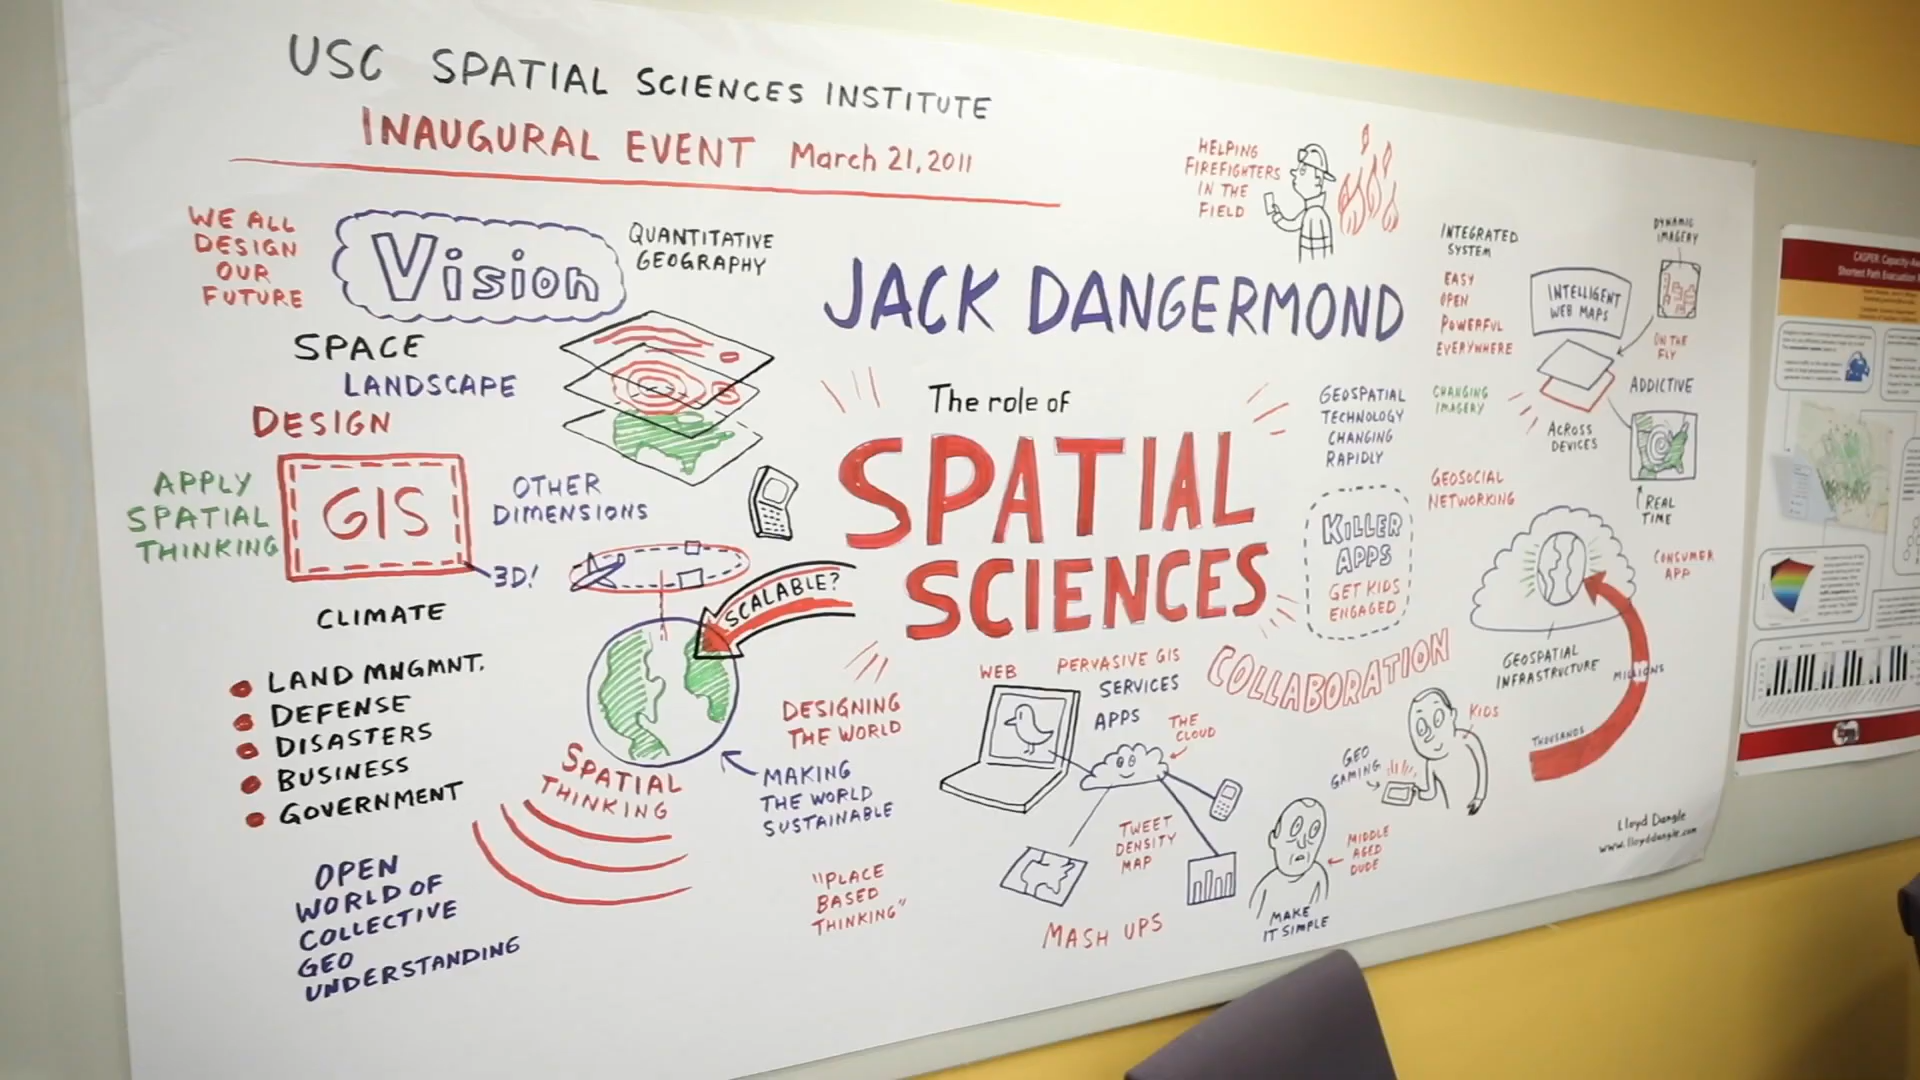 USC SPATIAL SCIENCES INSTITUTE
INAUGURAL EVENT March 21, 2011
WE ALL
DESIGN
OUR
FUTURE
Vision
QUANTITATIVE
GEOGRAPHY
SPACE
LANDSCAPE
DESIGN
APPLY
SPATIAL
THINKING
GIS
OTHER
DIMENSIONS
3D!
CLIMATE
LAND MNGMNT.
DEFENSE
DISASTERS
BUSINESS
GOVERNMENT
OPEN
WORLD OF
COLLECTIVE
GEO
UNDERSTANDING
SPATIAL
THINKING
SCALABLE?
DESIGNING
THE WORLD
MAKING
THE WORLD
SUSTAINABLE
"PLACE
BASED
THINKING"
JACK DANGERMOND
The role of
SPATIAL
SCIENCES
HELPING
FIREFIGHTERS
IN THE
FIELD
WEB
PERVASIVE GIS
SERVICES
APPS
THE
CLOUD
TWEET
DENSITY
MAP
MASH UPS
COLLABORATION
GEOSPATIAL
TECHNOLOGY
CHANGING
RAPIDLY
KILLER
APPS
GET KIDS
ENGAGED
INTEGRATED
SYSTEM
EASY
OPEN
POWERFUL
EVERYWHERE
CHANGING
IMAGERY
GEOSOCIAL
NETWORKING
INTELLIGENT
WEB MAPS
DYNAMIC
IMAGERY
ON THE
FLY
ADDICTIVE
ACROSS
DEVICES
REAL
TIME
CONSUMER
APP
GEOSPATIAL
INFRASTRUCTURE
MILLIONS
THOUSANDS
KIDS
GEO
GAMING
MIDDLE
AGED
DUDE
MAKE
IT SIMPLE
Lloyd Dangle
www.lloyddangle.com
CASPER: Capacity-Aw
Shortest Path Evacuation